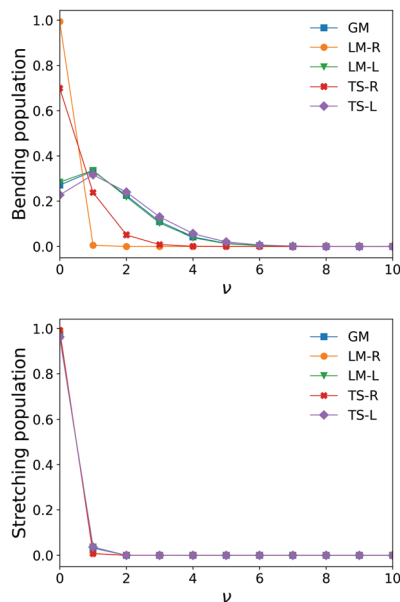 1.0
0.8
0.6
0.4
0.2
0.0
Bending population
GM
LM-R
LM-L
TS-R
TS-L
0 2 4 6 8 10
ν
1.0
0.8
0.6
0.4
0.2
0.0
Stretching population
GM
LM-R
LM-L
TS-R
TS-L
0 2 4 6 8 10
ν